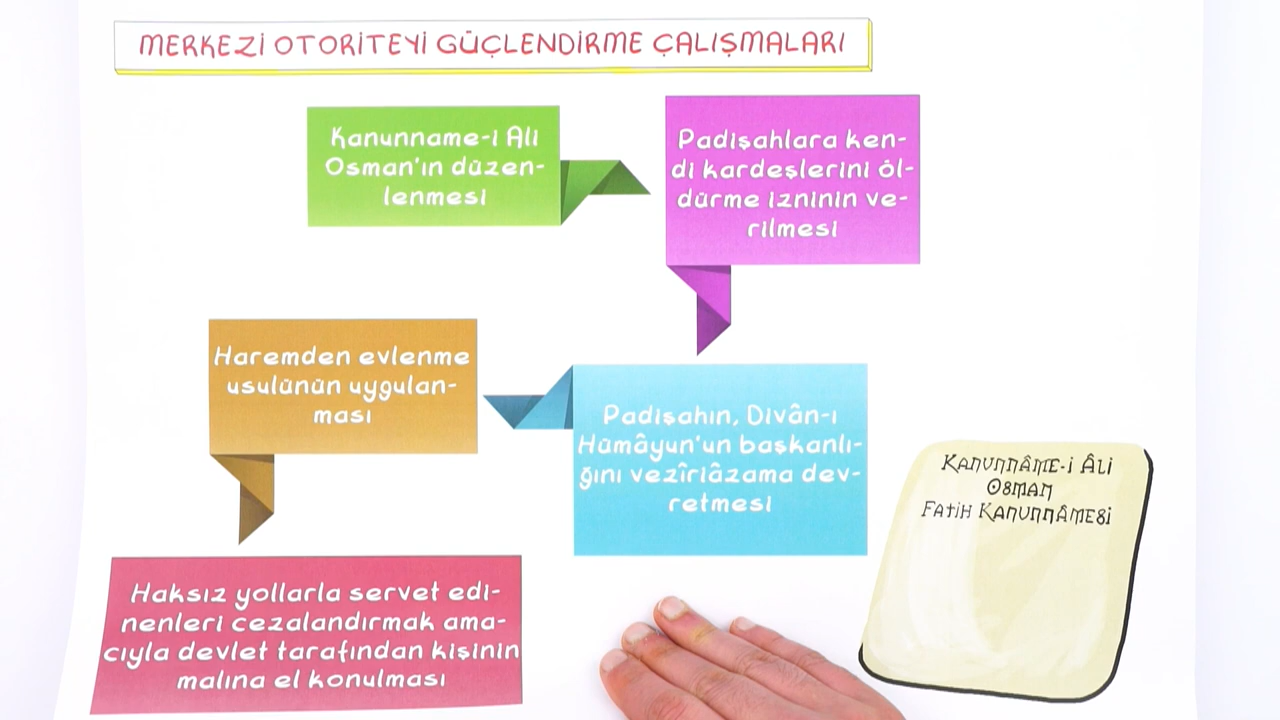 MERKEZİ OTORİTEYİ GÜÇLENDİRME ÇALIŞMALARI
Kanunname-i Ali
Osman'ın düzen-
lenmesi
Padişahlara ken-
di kardeşlerini öl-
dürme izninin ve-
rilmesi
Padişahın, Divân-ı
Hümâyun'un başkanlı-
ğını vezîriâzama dev-
retmesi
Haremden evlenme
usulünün uygulan-
ması
Haksız yollarla servet edi-
nenleri cezalandırmak ama-
cıyla devlet tarafından kişinin
malına el konulması
KANUNNÂME-İ ÂLİ
OSMAN
FATİH KANUNNÂMESİ